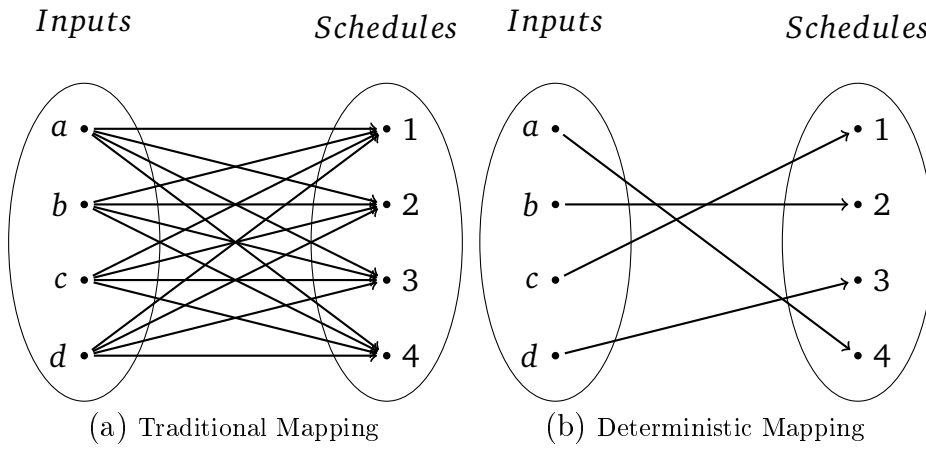 Inputs Schedules Inputs Schedules
a 1 a 1
b 2 b 2
c 3 c 3
d 4 d 4
(a) Traditional Mapping (b) Deterministic Mapping